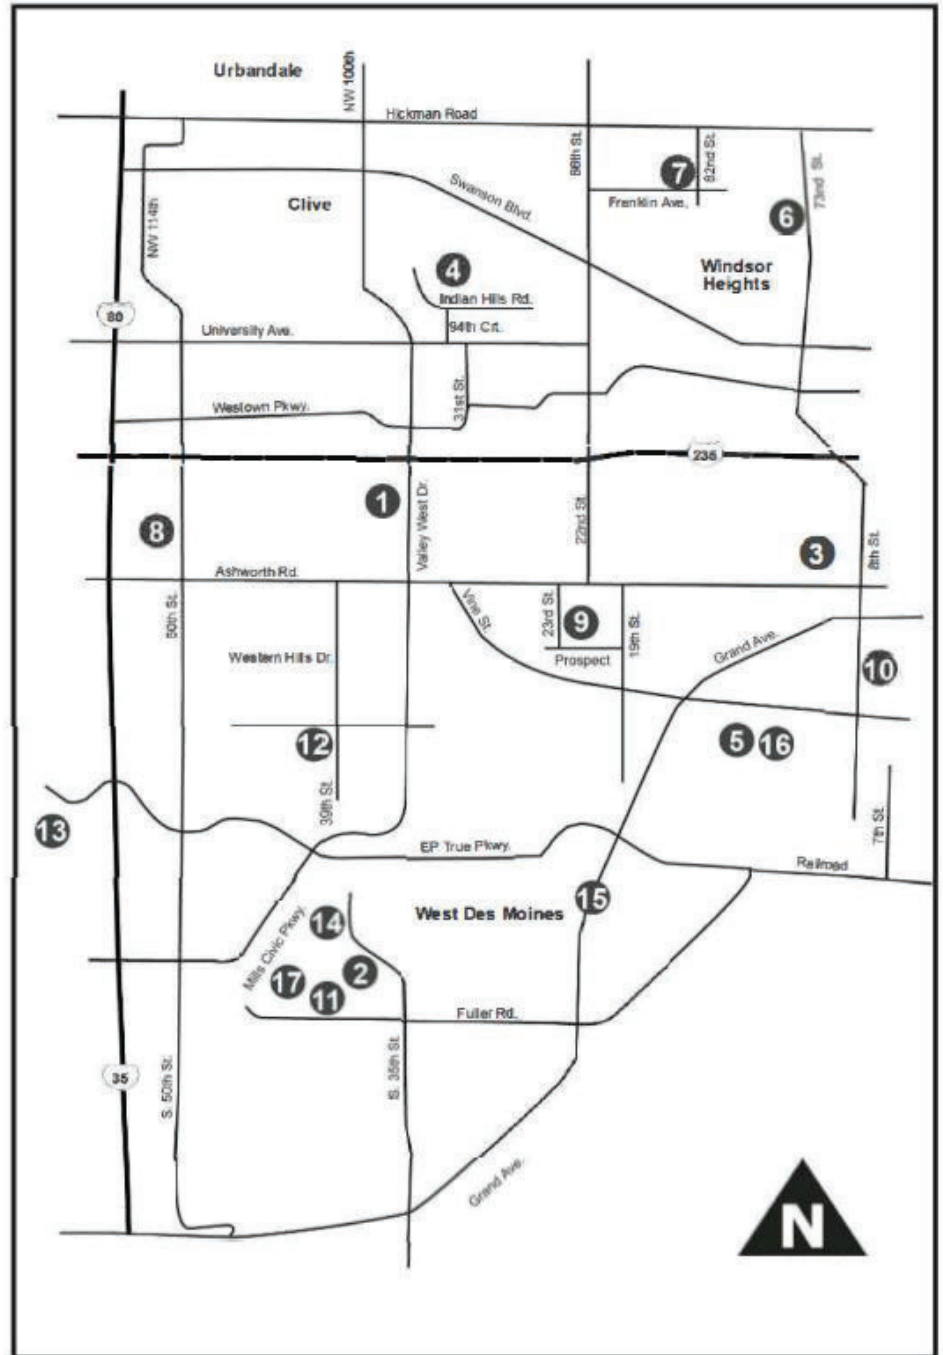 Urbandale
NW 100th
Hickman Road
86th St.
82nd St.
7
73nd St.
Swanson Blvd.
Franklin Ave.
NW 114th
Clive
6
Windsor
Heights
4
Indian Hills Rd.
80
University Ave.
94th Crt.
31st St.
Westown Pkwy.
235
1
Valley West Dr.
22nd St.
8
3
8th St.
Ashworth Rd.
50th St.
Vine St.
23rd St.
9
19th St.
Grand Ave.
Western Hills Dr.
Prospect
10
12
5
16
39th St.
13
7th St.
EP True Pkwy.
Railroad
15
West Des Moines
14
Mills Civic Pkwy.
17
2
11
Fuller Rd.
S. 50th St.
S. 35th St.
35
Grand Ave.
N